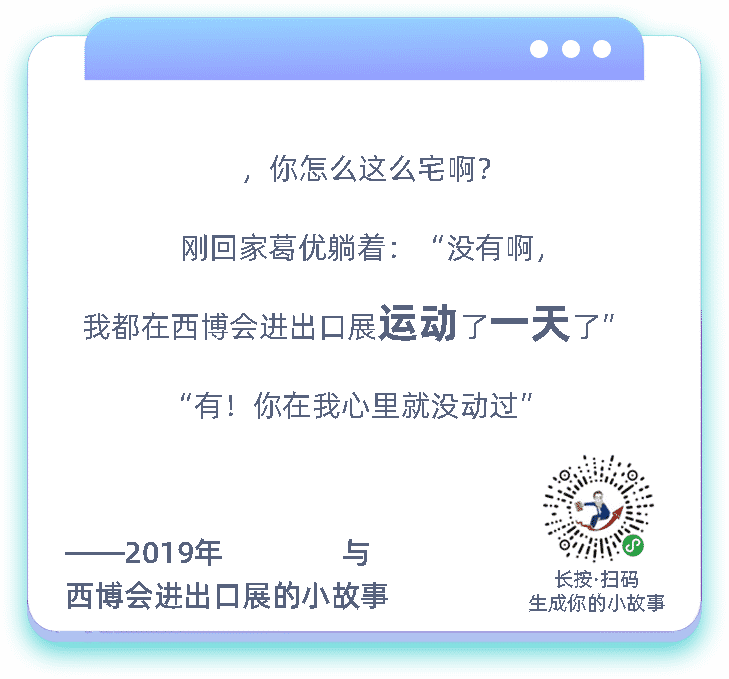 ，你怎么这么宅啊?
刚回家葛优躺着：“没有啊，
我都在西博会进出口展运动了一天了”
“有！你在我心里就没动过”
——2019年 与
西博会进出口展的小故事
长按·扫码
生成你的小故事